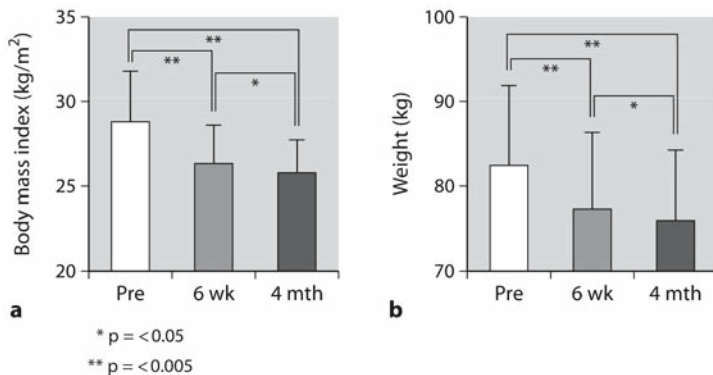 35
30
25
20
Body mass index (kg/m²)
**
**
*
Pre
6 wk
4 mth
a
* p = <0.05
** p = <0.005
100
90
80
70
Weight (kg)
**
**
*
Pre
6 wk
4 mth
b